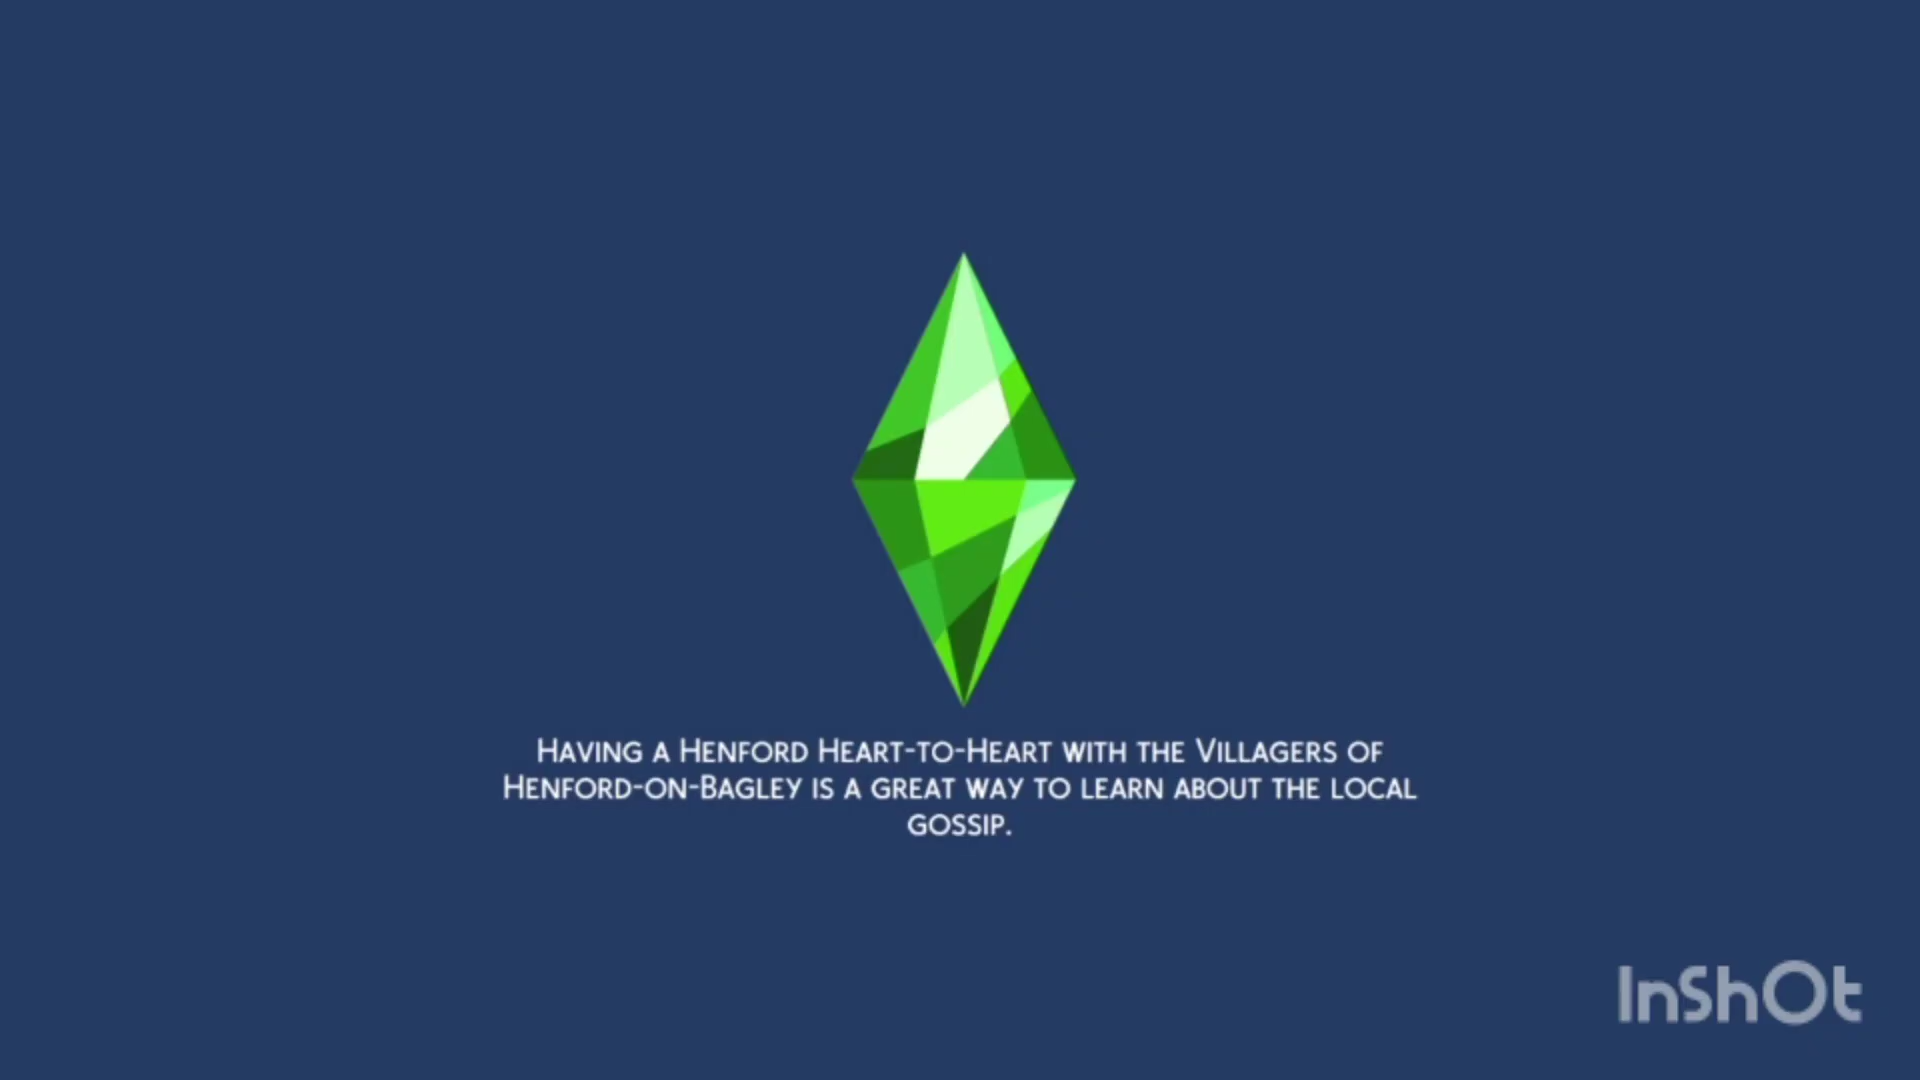 Having a Henford Heart-to-Heart with the Villagers of
Henford-on-Bagley is a great way to learn about the local
gossip.
InShOt